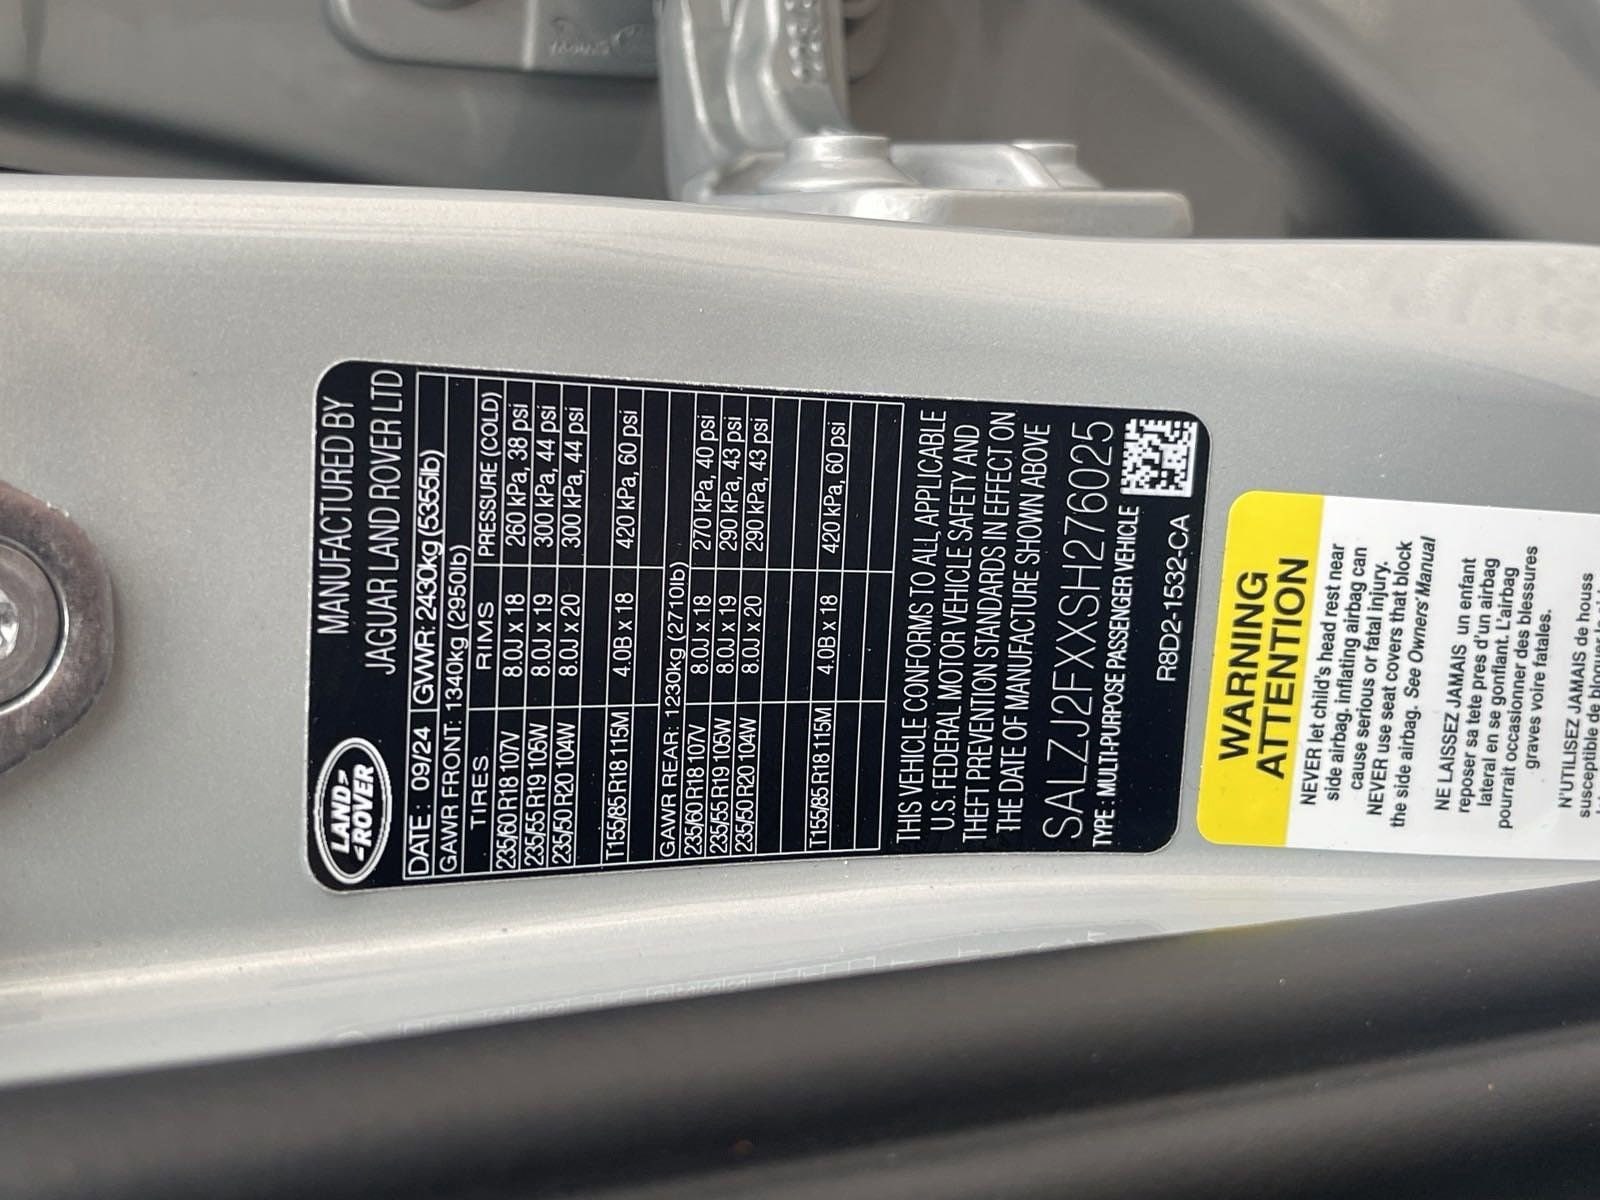 LAND-
-ROVER
MANUFACTURED BY
JAGUAR LAND ROVER LTD
DATE : 09/24 GVWR: 2430kg (5355lb)
GAWR FRONT: 1340kg (2950lb)
TIRES RIMS PRESSURE (COLD)
235/60 R18 107V 8.0J x 18 260 kPa, 38 psi
235/55 R19 105W 8.0J x 19 300 kPa, 44 psi
235/50 R20 104W 8.0J x 20 300 kPa, 44 psi
T155/85 R18 115M 4.0B x 18 420 kPa, 60 psi
GAWR REAR: 1230kg (2710lb)
235/60 R18 107V 8.0J x 18 270 kPa, 40 psi
235/55 R19 105W 8.0J x 19 290 kPa, 43 psi
235/50 R20 104W 8.0J x 20 290 kPa, 43 psi
T155/85 R18 115M 4.0B x 18 420 kPa, 60 psi
THIS VEHICLE CONFORMS TO ALL APPLICABLE
U.S. FEDERAL MOTOR VEHICLE SAFETY AND
THEFT PREVENTION STANDARDS IN EFFECT ON
THE DATE OF MANUFACTURE SHOWN ABOVE
SALZJ2FXXSH276025
TYPE : MULTI-PURPOSE PASSENGER VEHICLE
R8D2-1532-CA
WARNING
ATTENTION
NEVER let child's head rest near
side airbag. inflating airbag can
cause serious or fatal injury.
NEVER use seat covers that block
the side airbag. See Owners' Manual
NE LAISSEZ JAMAIS un enfant
reposer sa tete pres d'un airbag
lateral en se gonflant. L'airbag
pourrait occasionner des blessures
graves voire fatales.
N'UTILISEZ JAMAIS de houss
susceptible de bloquer